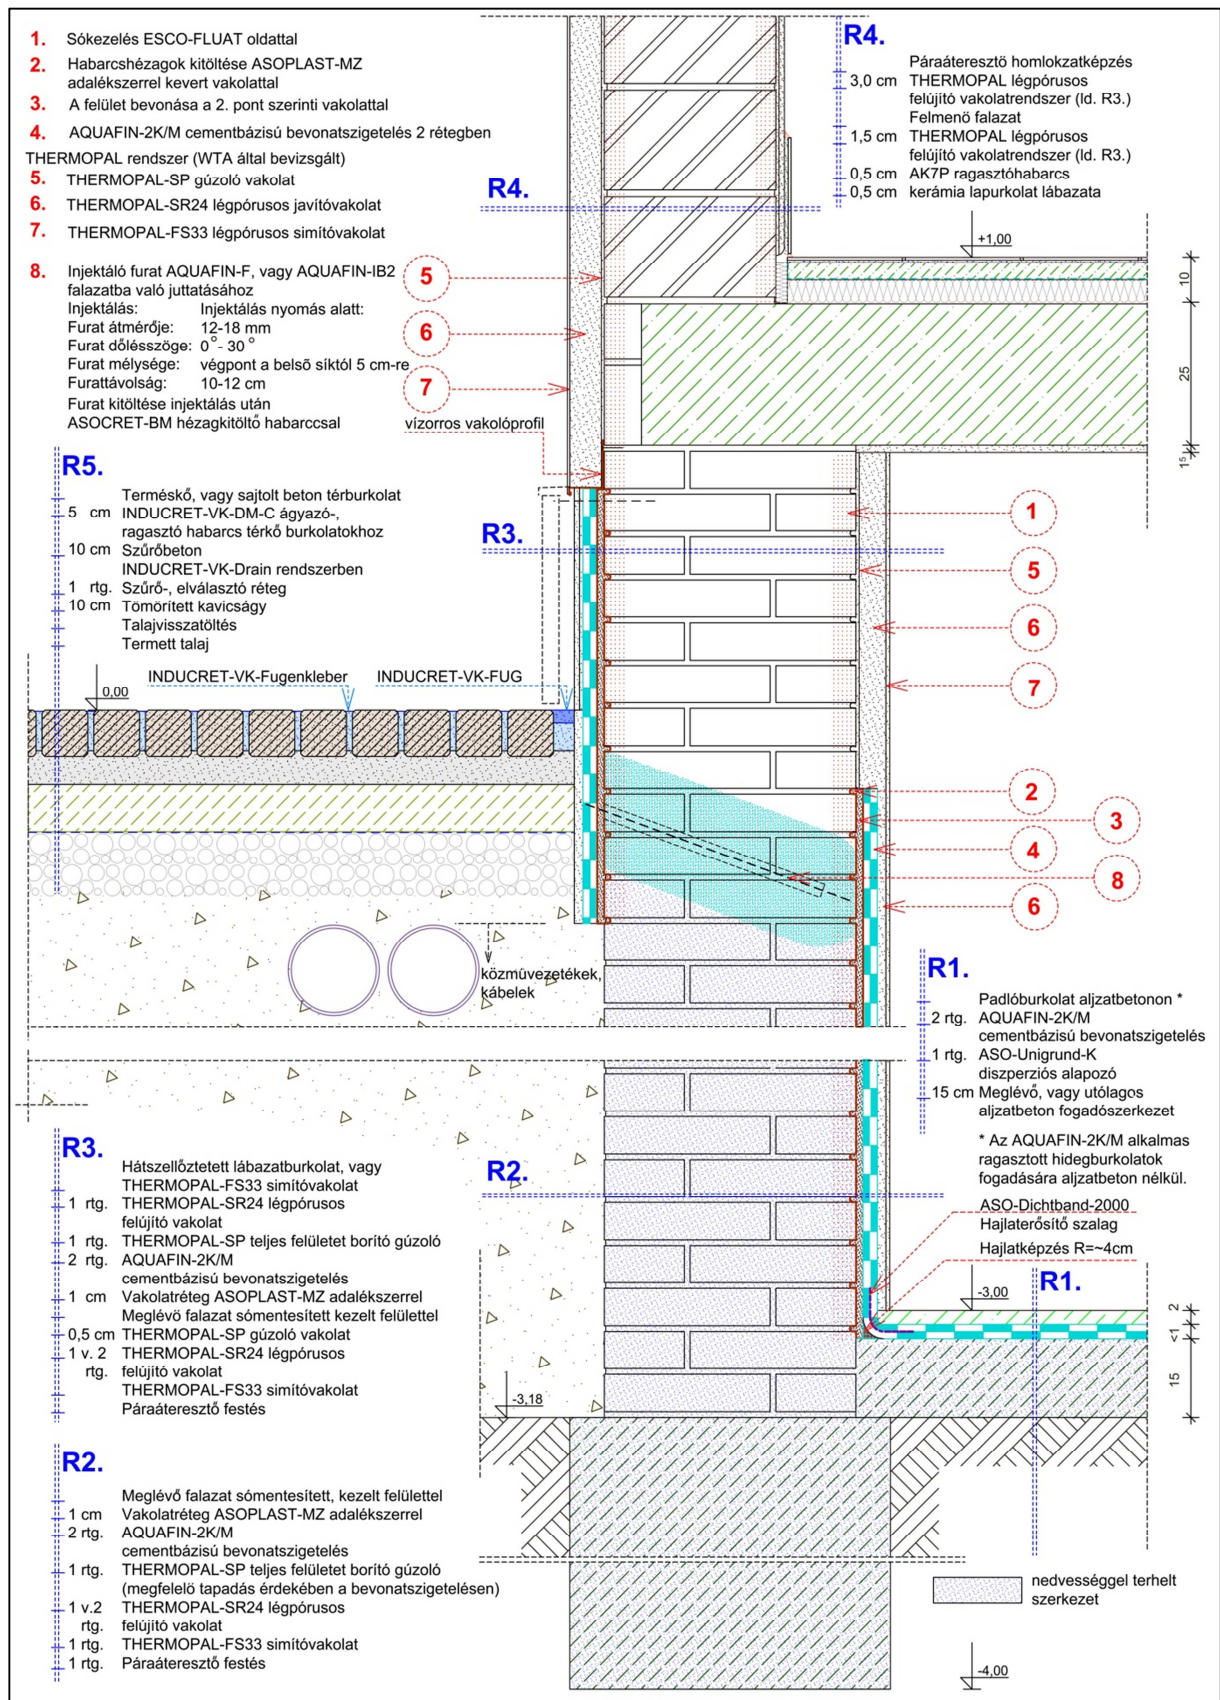 1. Sókezelés ESCO-FLUAT oldattal
2. Habarcshézagok kitöltése ASOPLAST-MZ
adalékszerrel kevert vakolattal
3. A felület bevonása a 2. pont szerinti vakolattal
4. AQUAFIN-2K/M cementbázisú bevonatszigetelés 2 rétegben
THERMOPAL rendszer (WTA által bevizsgált)
5. THERMOPAL-SP gúzoló vakolat
6. THERMOPAL-SR24 légpórusos javítóvakolat
7. THERMOPAL-FS33 légpórusos simítóvakolat
8. Injektáló furat AQUAFIN-F, vagy AQUAFIN-IB2
falazatba való juttatásához
Injektálás: Injektálás nyomás alatt:
Furat átmérője: 12-18 mm
Furat dőlésszöge: 0°- 30°
Furat mélysége: végpont a belső síktól 5 cm-re
Furattávolság: 10-12 cm
Furat kitöltése injektálás után
ASOCRET-BM hézagkitöltő habarccsal
R4.
Páraáteresztő homlokzatképzés
3,0 cm THERMOPAL légpórusos
felújító vakolatrendszer (ld. R3.)
Felmenö falazat
1,5 cm THERMOPAL légpórusos
felújító vakolatrendszer (ld. R3.)
0,5 cm AK7P ragasztóhabarcs
0,5 cm kerámia lapurkolat lábazata
R4.
+1,00
10
5
6
7
25
vízorros vakolóprofil
15
R5.
Terméskő, vagy sajtolt beton térburkolat
5 cm INDUCRET-VK-DM-C ágyazó-,
ragasztó habarcs térkő burkolatokhoz
10 cm Szűrőbeton
INDUCRET-VK-Drain rendszerben
1 rtg. Szűrő-, elválasztó réteg
10 cm Tömörített kavicságy
Talajvisszatöltés
Termett talaj
R3.
1
5
6
7
INDUCRET-VK-Fugenkleber
INDUCRET-VK-FUG
0,00
2
3
4
8
6
közmüvezetékek,
kábelek
R1.
Padlóburkolat aljzatbetonon *
2 rtg. AQUAFIN-2K/M
cementbázisú bevonatszigetelés
1 rtg. ASO-Unigrund-K
diszperziós alapozó
15 cm Meglévő, vagy utólagos
aljzatbeton fogadószerkezet
* Az AQUAFIN-2K/M alkalmas
ragasztott hidegburkolatok
fogadására aljzatbeton nélkül.
ASO-Dichtband-2000
Hajlaterősítő szalag
Hajlatképzés R=~4cm
R1.
-3,00
2
<1
15
R3.
Hátszellőztetett lábazatburkolat, vagy
THERMOPAL-FS33 simítóvakolat
1 rtg. THERMOPAL-SR24 légpórusos
felújító vakolat
1 rtg. THERMOPAL-SP teljes felületet borító gúzoló
2 rtg. AQUAFIN-2K/M
cementbázisú bevonatszigetelés
1 cm Vakolatréteg ASOPLAST-MZ adalékszerrel
Meglévö falazat sómentesített kezelt felülettel
0,5 cm THERMOPAL-SP gúzoló vakolat
1 v. 2 THERMOPAL-SR24 légpórusos
rtg. felújító vakolat
THERMOPAL-FS33 simítóvakolat
Páraáteresztő festés
R2.
-3,18
R2.
Meglévő falazat sómentesített, kezelt felülettel
1 cm Vakolatréteg ASOPLAST-MZ adalékszerrel
2 rtg. AQUAFIN-2K/M
cementbázisú bevonatszigetelés
1 rtg. THERMOPAL-SP teljes felületet borító gúzoló
(megfelelö tapadás érdekében a bevonatszigetelésen)
1 v.2 THERMOPAL-SR24 légpórusos
rtg. felújító vakolat
1 rtg. THERMOPAL-FS33 simítóvakolat
1 rtg. Páraáteresztő festés
nedvességgel terhelt
szerkezet
-4,00